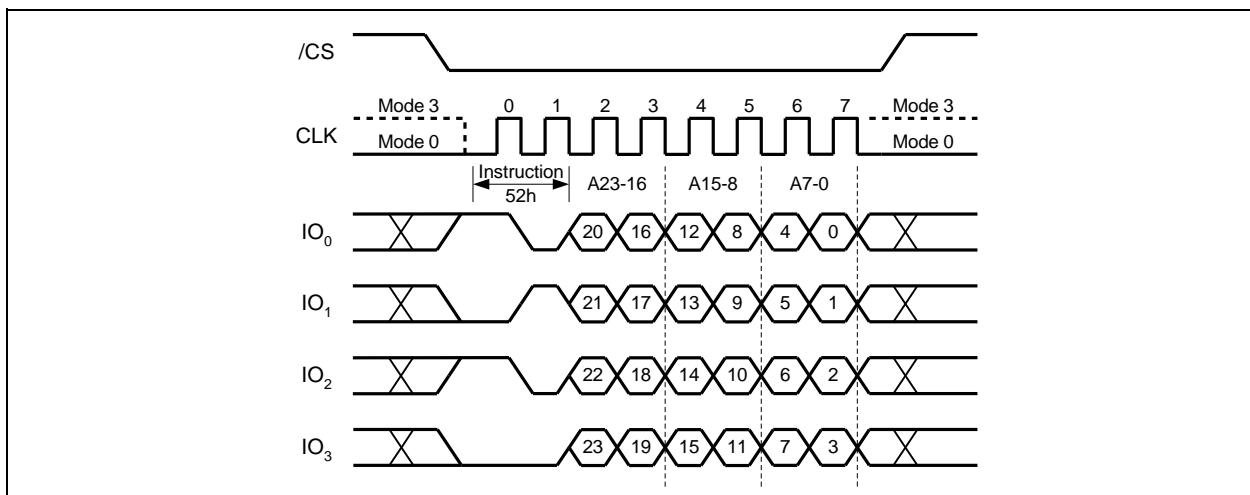 /CS
Mode 3 0 1 2 3 4 5 6 7 Mode 3
CLK
Mode 0 Mode 0
Instruction
52h
A23-16 A15-8 A7-0
IO0 20 16 12 8 4 0
IO1 21 17 13 9 5 1
IO2 22 18 14 10 6 2
IO3 23 19 15 11 7 3